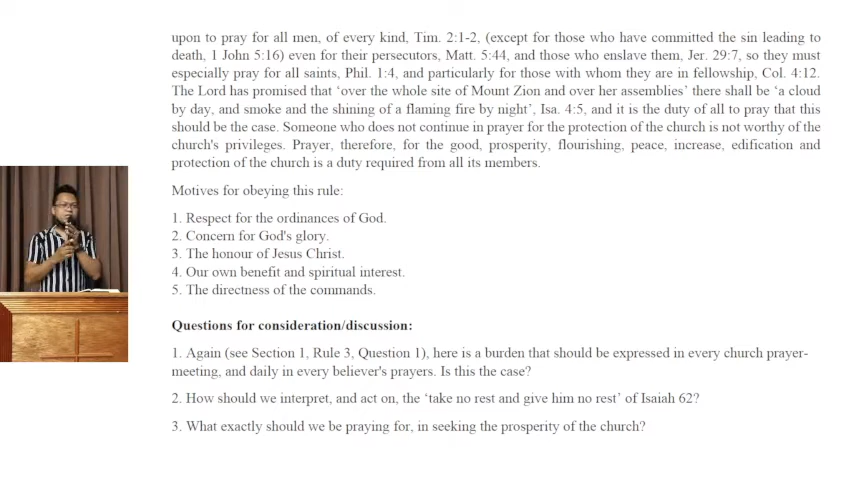 upon to pray for all men, of every kind, Tim. 2:1-2, (except for those who have committed the sin leading to
death, 1 John 5:16) even for their persecutors, Matt. 5:44, and those who enslave them, Jer. 29:7, so they must
especially pray for all saints, Phil. 1:4, and particularly for those with whom they are in fellowship, Col. 4:12.
The Lord has promised that ‘over the whole site of Mount Zion and over her assemblies’ there shall be ‘a cloud
by day, and smoke and the shining of a flaming fire by night’, Isa. 4:5, and it is the duty of all to pray that this
should be the case. Someone who does not continue in prayer for the protection of the church is not worthy of the
church's privileges. Prayer, therefore, for the good, prosperity, flourishing, peace, increase, edification and
protection of the church is a duty required from all its members.
Motives for obeying this rule:
1. Respect for the ordinances of God.
2. Concern for God's glory.
3. The honour of Jesus Christ.
4. Our own benefit and spiritual interest.
5. The directness of the commands.
Questions for consideration/discussion:
1. Again (see Section 1, Rule 3, Question 1), here is a burden that should be expressed in every church prayer-
meeting, and daily in every believer's prayers. Is this the case?
2. How should we interpret, and act on, the ‘take no rest and give him no rest’ of Isaiah 62?
3. What exactly should we be praying for, in seeking the prosperity of the church?